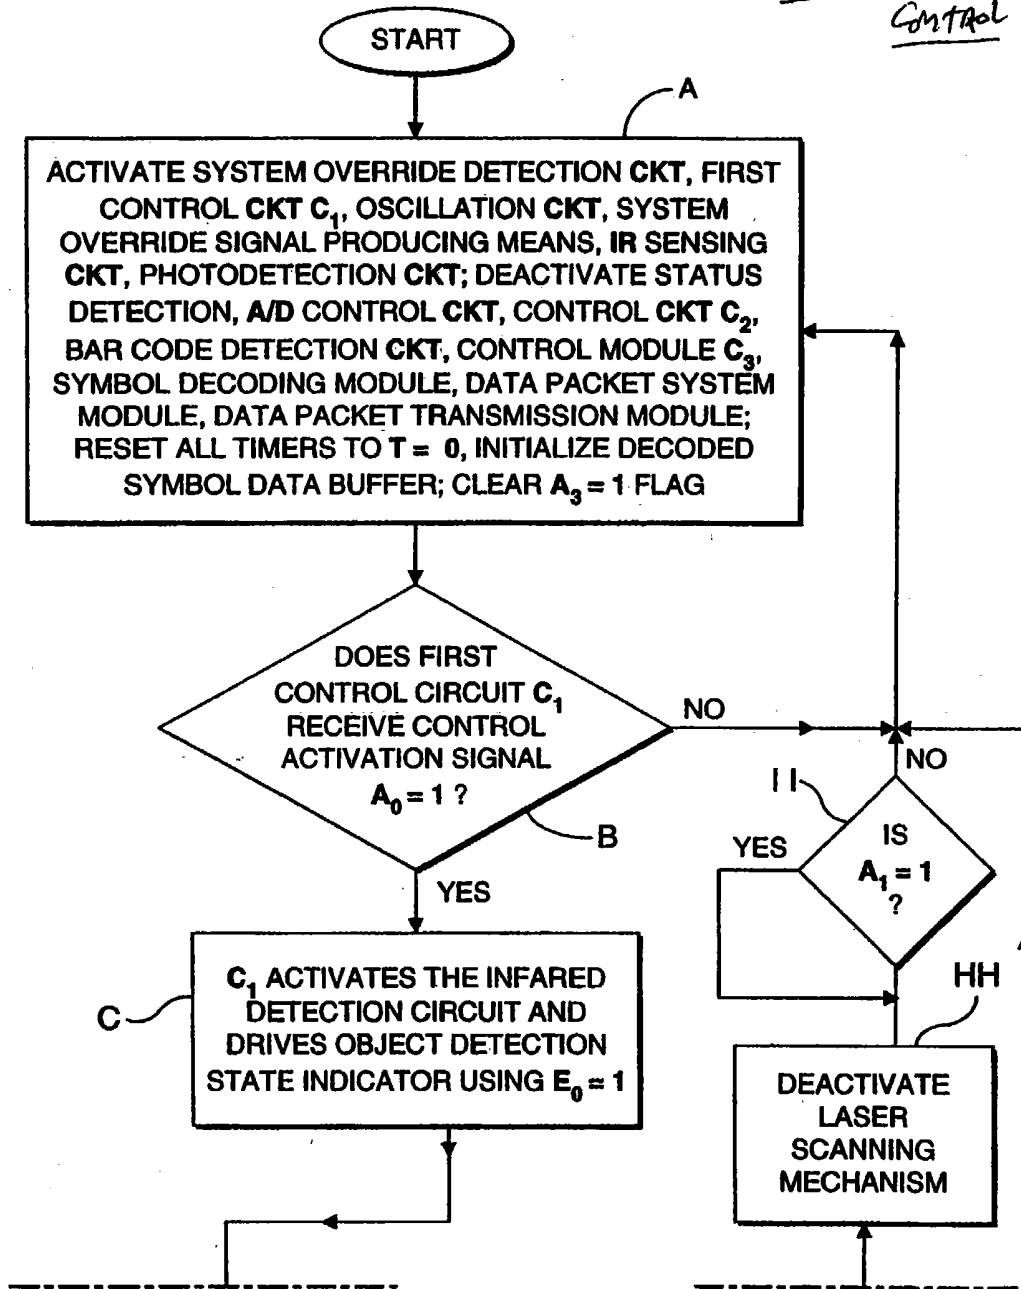 CONTROL
START
A
ACTIVATE SYSTEM OVERRIDE DETECTION CKT, FIRST
CONTROL CKT C₁, OSCILLATION CKT, SYSTEM
OVERRIDE SIGNAL PRODUCING MEANS, IR SENSING
CKT, PHOTODETECTION CKT; DEACTIVATE STATUS
DETECTION, A/D CONTROL CKT, CONTROL CKT C₂,
BAR CODE DETECTION CKT, CONTROL MODULE C₃,
SYMBOL DECODING MODULE, DATA PACKET SYSTEM
MODULE, DATA PACKET TRANSMISSION MODULE;
RESET ALL TIMERS TO T = 0, INITIALIZE DECODED
SYMBOL DATA BUFFER; CLEAR A₃ = 1 FLAG
DOES FIRST
CONTROL CIRCUIT C₁
RECEIVE CONTROL
ACTIVATION SIGNAL
A₀ = 1 ?
NO
B
YES
C₁ ACTIVATES THE INFARED
DETECTION CIRCUIT AND
DRIVES OBJECT DETECTION
STATE INDICATOR USING E₀ = 1
C
NO
II
YES
IS
A₁ = 1
?
HH
DEACTIVATE
LASER
SCANNING
MECHANISM